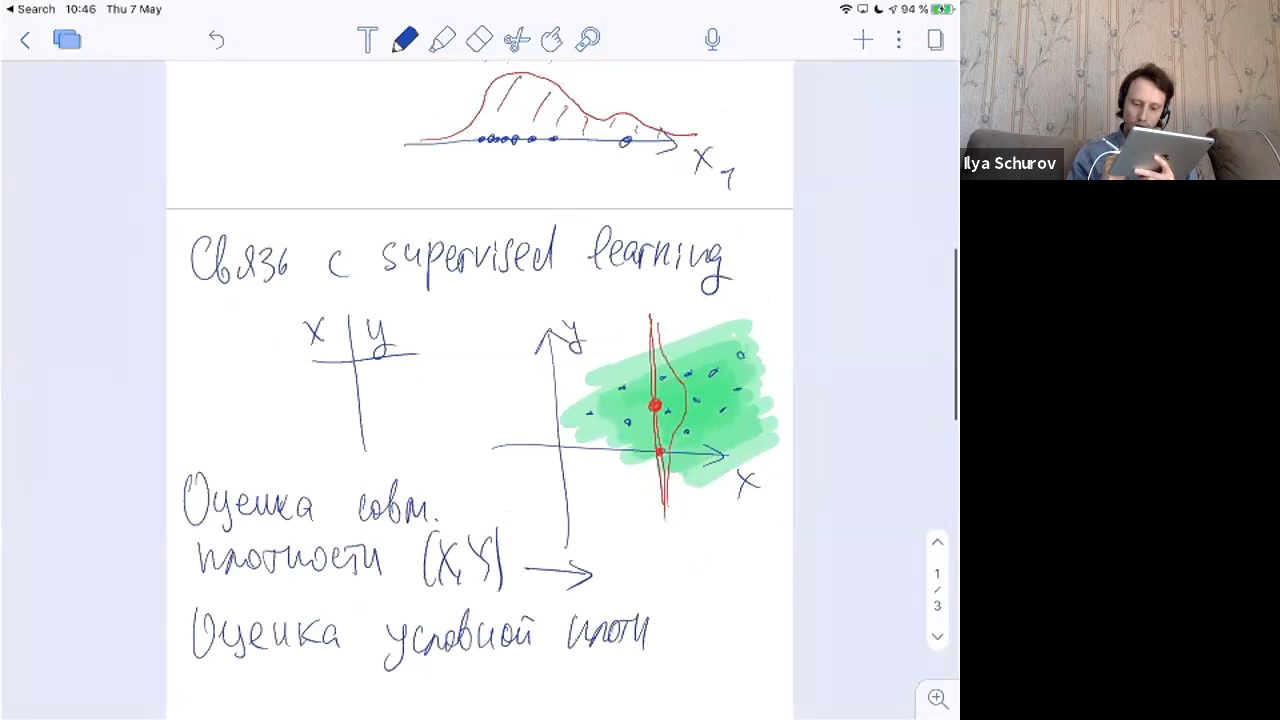 Search 10:46 Thu 7 May 94 %
T
x 1
Связь с supervised learning
x y
y
x
Оценка совм.
плотности (X,Y) →
Оценка условной плотн
1
/
3
Ilya Schurov